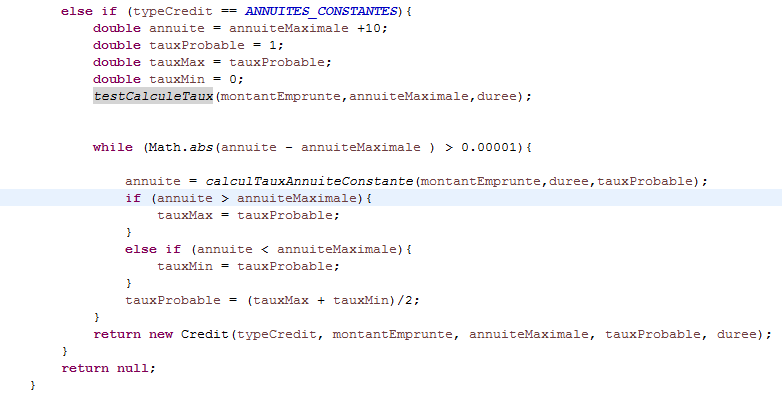 else if (typeCredit == ANNUITES_CONSTANTES){
double annuite = annuiteMaximale +10;
double tauxProbable = 1;
double tauxMax = tauxProbable;
double tauxMin = 0;
testCalculeTaux(montantEmprunte,annuiteMaximale,duree);
while (Math.abs(annuite - annuiteMaximale ) > 0.00001){
annuite = calculTauxAnnuiteConstante(montantEmprunte,duree,tauxProbable);
if (annuite > annuiteMaximale){
tauxMax = tauxProbable;
}
else if (annuite < annuiteMaximale){
tauxMin = tauxProbable;
}
tauxProbable = (tauxMax + tauxMin)/2;
}
return new Credit(typeCredit, montantEmprunte, annuiteMaximale, tauxProbable, duree);
}
return null;
}